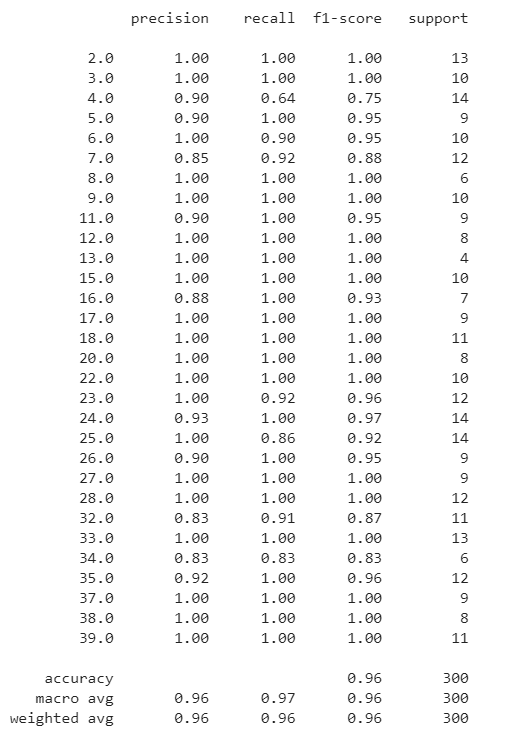 precision recall f1-score support
2.0 1.00 1.00 1.00 13
3.0 1.00 1.00 1.00 10
4.0 0.90 0.64 0.75 14
5.0 0.90 1.00 0.95 9
6.0 1.00 0.90 0.95 10
7.0 0.85 0.92 0.88 12
8.0 1.00 1.00 1.00 6
9.0 1.00 1.00 1.00 10
11.0 0.90 1.00 0.95 9
12.0 1.00 1.00 1.00 8
13.0 1.00 1.00 1.00 4
15.0 1.00 1.00 1.00 10
16.0 0.88 1.00 0.93 7
17.0 1.00 1.00 1.00 9
18.0 1.00 1.00 1.00 11
20.0 1.00 1.00 1.00 8
22.0 1.00 1.00 1.00 10
23.0 1.00 0.92 0.96 12
24.0 0.93 1.00 0.97 14
25.0 1.00 0.86 0.92 14
26.0 0.90 1.00 0.95 9
27.0 1.00 1.00 1.00 9
28.0 1.00 1.00 1.00 12
32.0 0.83 0.91 0.87 11
33.0 1.00 1.00 1.00 13
34.0 0.83 0.83 0.83 6
35.0 0.92 1.00 0.96 12
37.0 1.00 1.00 1.00 9
38.0 1.00 1.00 1.00 8
39.0 1.00 1.00 1.00 11
accuracy 0.96 300
macro avg 0.96 0.97 0.96 300
weighted avg 0.96 0.96 0.96 300